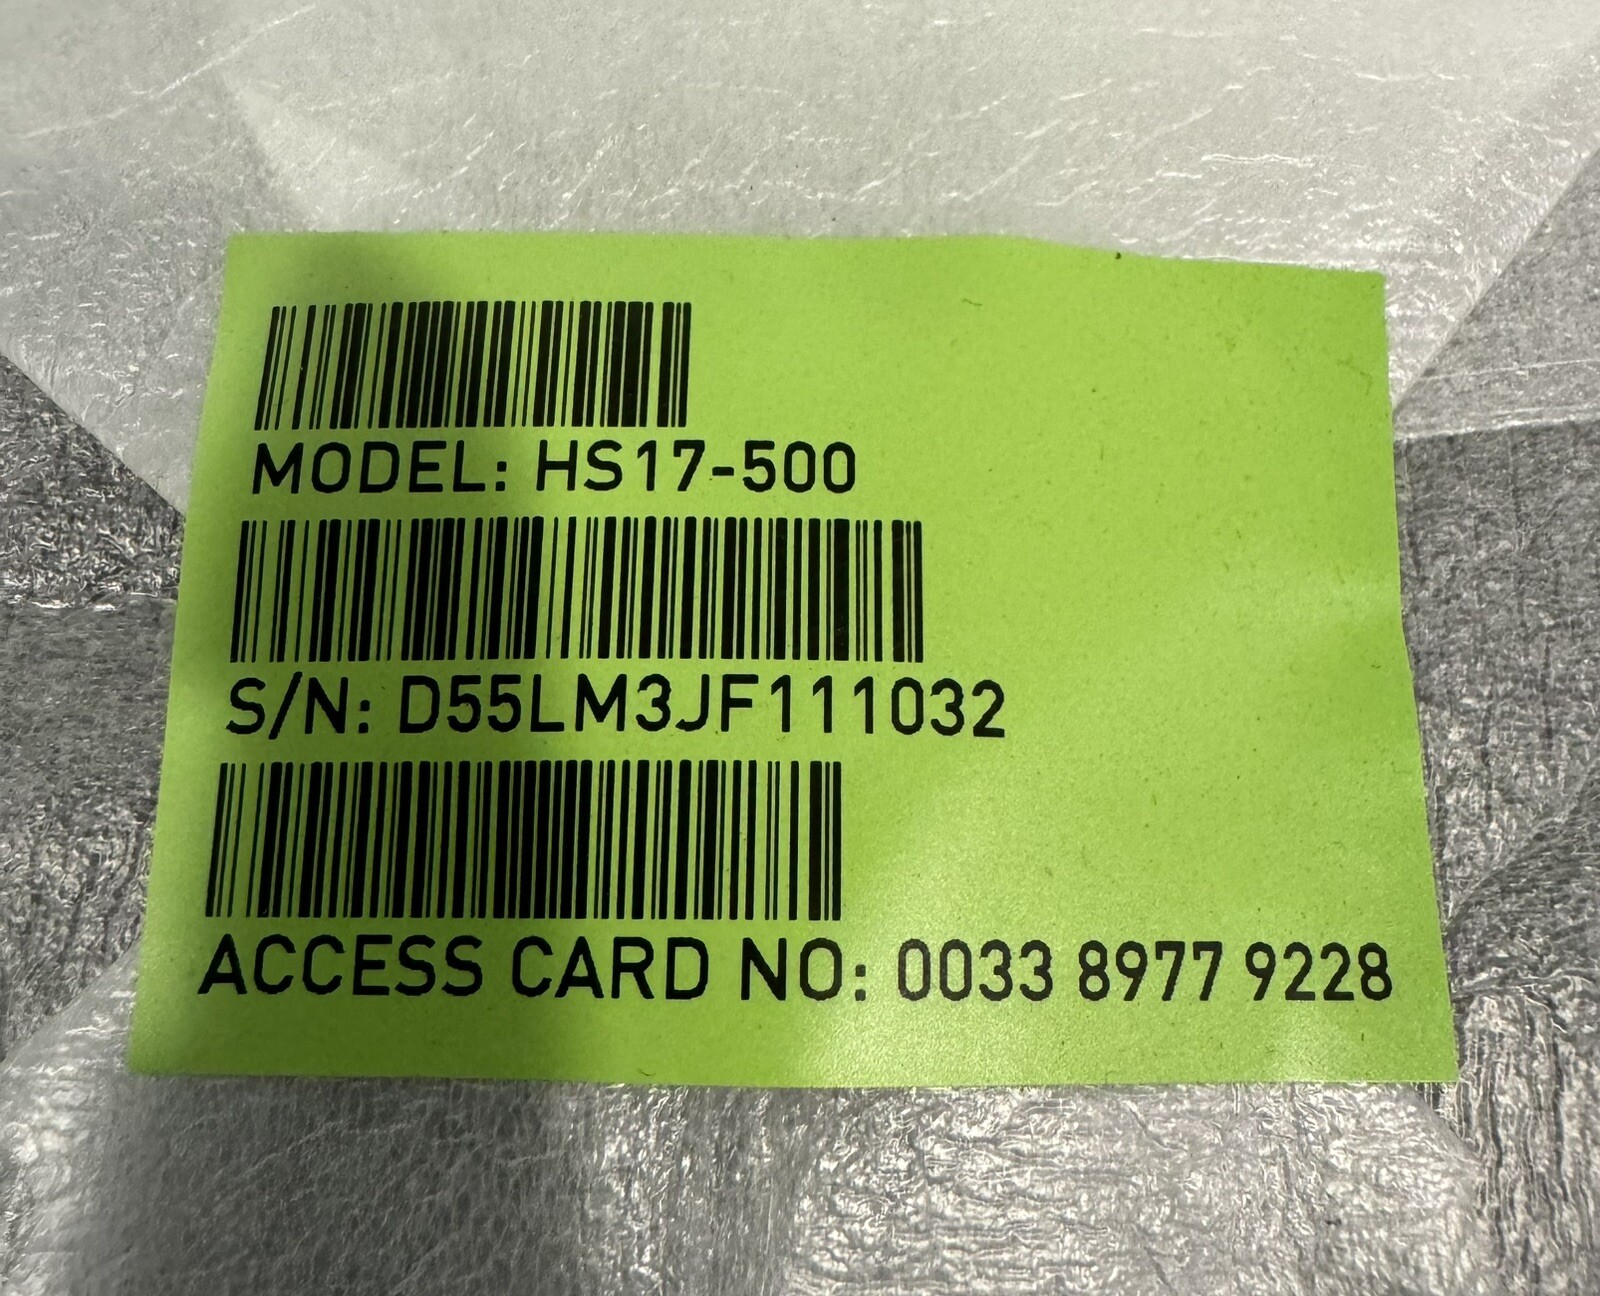 MODEL: HS17-500
S/N: D55LM3JF111032
ACCESS CARD NO: 0033 8977 9228